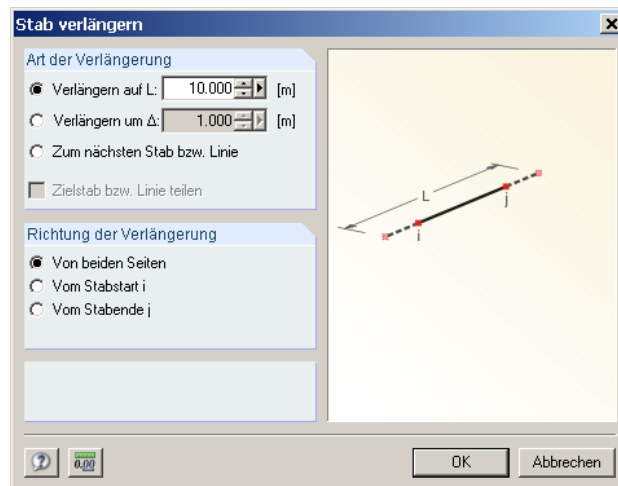 Stab verlängern
Art der Verlängerung
Verlängern auf L: 10.000 [m]
Verlängern um Δ: 1.000 [m]
Zum nächsten Stab bzw. Linie
Zielstab bzw. Linie teilen
Richtung der Verlängerung
Von beiden Seiten
Vom Stabstart i
Vom Stabende j
L
j
i
0.00
OK Abbrechen